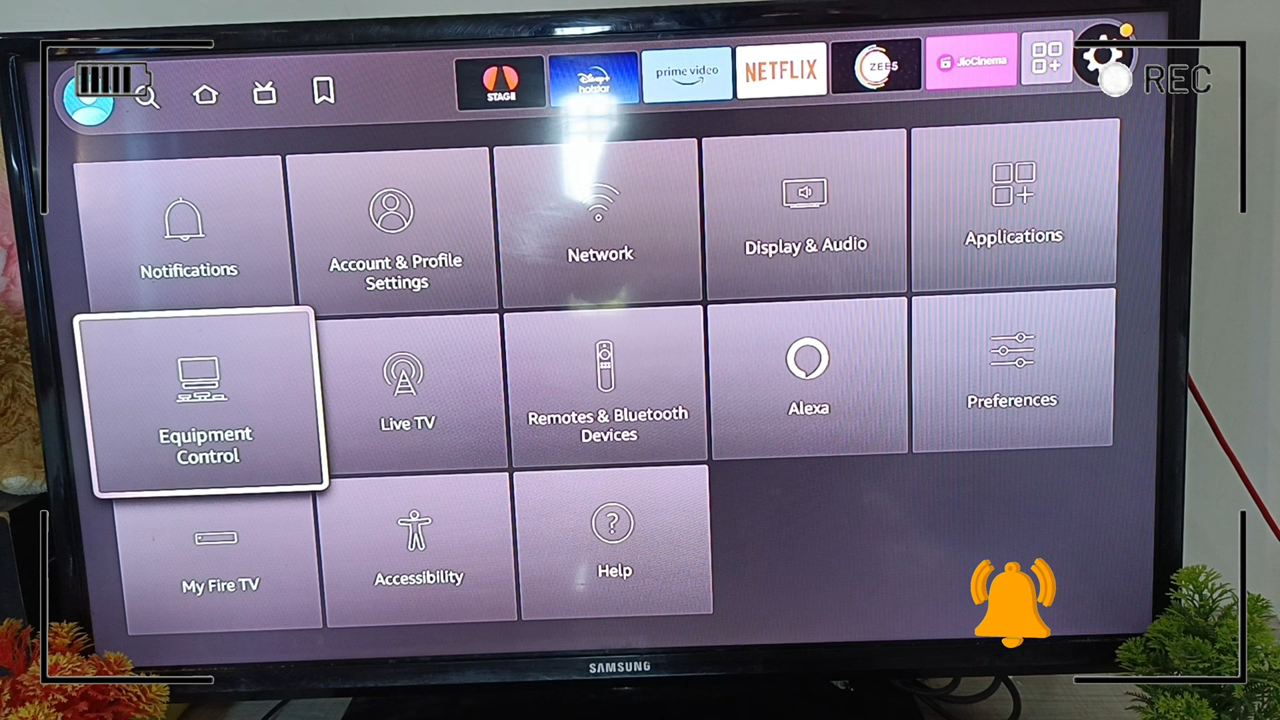 STAGE
Disney+
hotstar
prime video
NETFLIX
ZEE5
JioCinema
REC
Notifications
Account & Profile
Settings
Network
Display & Audio
Applications
Equipment
Control
Live TV
Remotes & Bluetooth
Devices
Alexa
Preferences
My Fire TV
Accessibility
Help
SAMSUNG